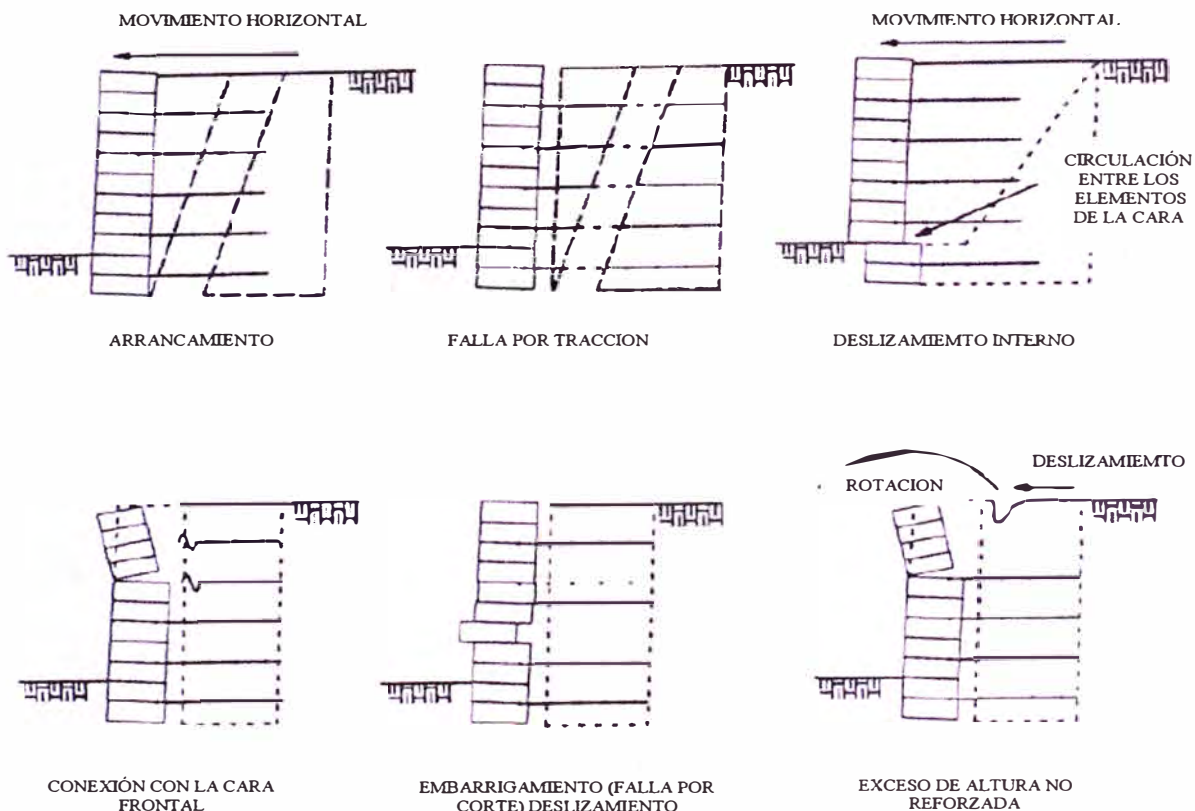 MOVIMIENTO HORIZONTAL
MOVIMIENTO HORIZONTAL
CIRCULACIÓN
ENTRE LOS
ELEMENTOS
DE LA CARA
ARRANCAMIENTO
FALLA POR TRACCION
DESLIZAMIEMTO INTERNO
DESLIZAMIEMTO
ROTACION
CONEXIÓN CON LA CARA
FRONTAL
EMBARRIGAMIENTO (FALLA POR
CORTE) DESLIZAMIENTO
EXCESO DE ALTURA NO
REFORZADA